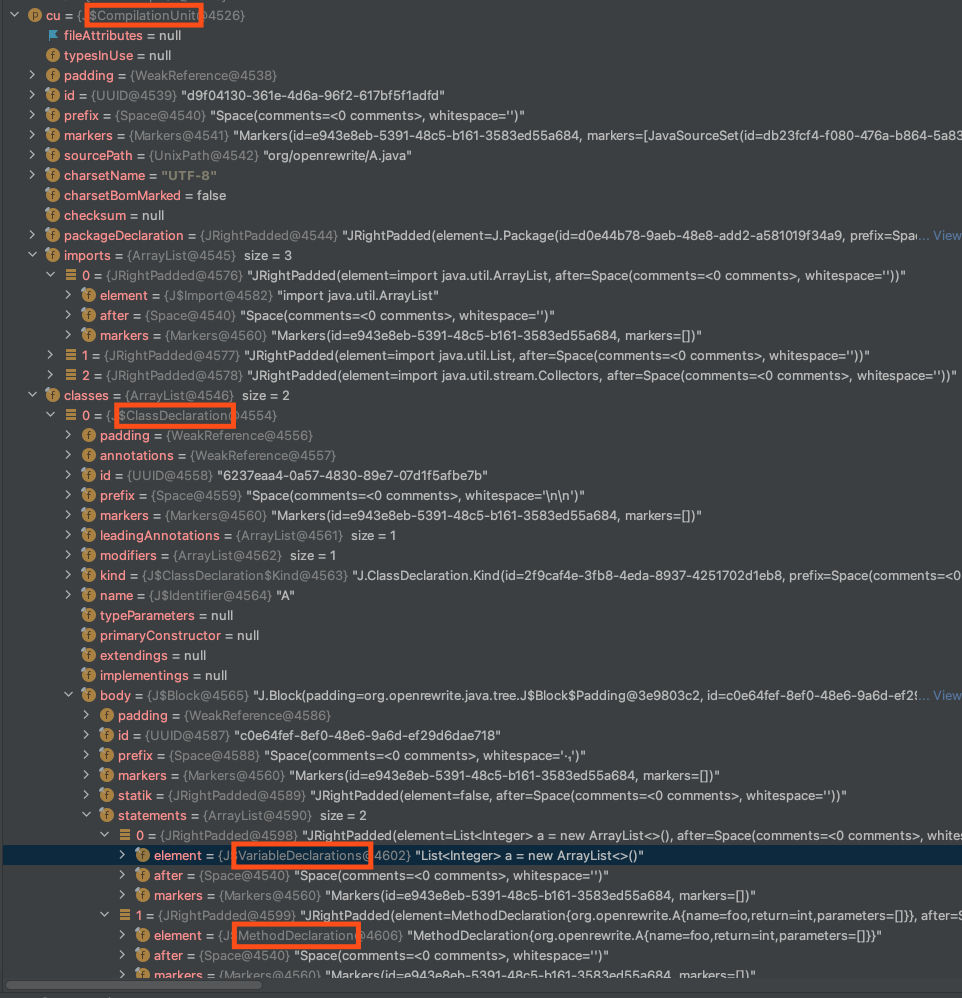 cu = {J$CompilationUnit@4526}
fileAttributes = null
typesInUse = null
padding = {WeakReference@4538}
id = {UUID@4539} "d9f04130-361e-4d6a-96f2-617bf5f1adfd"
prefix = {Space@4540} "Space(comments=<0 comments>, whitespace='')"
markers = {Markers@4541} "Markers(id=e943e8eb-5391-48c5-b161-3583ed55a684, markers=[JavaSourceSet(id=db23fcf4-f080-476a-b864-5a83
sourcePath = {UnixPath@4542} "org/openrewrite/A.java"
charsetName = "UTF-8"
charsetBomMarked = false
checksum = null
packageDeclaration = {JRightPadded@4544} "JRightPadded(element=J.Package(id=d0e44b78-9aeb-48e8-add2-a581019f34a9, prefix=Spa... View
imports = {ArrayList@4545} size = 3
0 = {JRightPadded@4576} "JRightPadded(element=import java.util.ArrayList, after=Space(comments=<0 comments>, whitespace=''))"
element = {J$Import@4582} "import java.util.ArrayList"
after = {Space@4540} "Space(comments=<0 comments>, whitespace='')"
markers = {Markers@4560} "Markers(id=e943e8eb-5391-48c5-b161-3583ed55a684, markers=[])"
1 = {JRightPadded@4577} "JRightPadded(element=import java.util.List, after=Space(comments=<0 comments>, whitespace=''))"
2 = {JRightPadded@4578} "JRightPadded(element=import java.util.stream.Collectors, after=Space(comments=<0 comments>, whitespace=''))"
classes = {ArrayList@4546} size = 2
0 = {J$ClassDeclaration@4554}
padding = {WeakReference@4556}
annotations = {WeakReference@4557}
id = {UUID@4558} "6237eaa4-0a57-4830-89e7-07d1f5afbe7b"
prefix = {Space@4559} "Space(comments=<0 comments>, whitespace='\n\n')"
markers = {Markers@4560} "Markers(id=e943e8eb-5391-48c5-b161-3583ed55a684, markers=[])"
leadingAnnotations = {ArrayList@4561} size = 1
modifiers = {ArrayList@4562} size = 1
kind = {J$ClassDeclaration$Kind@4563} "J.ClassDeclaration.Kind(id=2f9caf4e-3fb8-4eda-8937-4251702d1eb8, prefix=Space(comments=<0
name = {J$Identifier@4564} "A"
typeParameters = null
primaryConstructor = null
extendings = null
implementings = null
body = {J$Block@4565} "J.Block(padding=org.openrewrite.java.tree.J$Block$Padding@3e9803c2, id=c0e64fef-8ef0-48e6-9a6d-ef29... View
padding = {WeakReference@4586}
id = {UUID@4587} "c0e64fef-8ef0-48e6-9a6d-ef29d6dae718"
prefix = {Space@4588} "Space(comments=<0 comments>, whitespace='·₁')"
markers = {Markers@4560} "Markers(id=e943e8eb-5391-48c5-b161-3583ed55a684, markers=[])"
statik = {JRightPadded@4589} "JRightPadded(element=false, after=Space(comments=<0 comments>, whitespace=''))"
statements = {ArrayList@4590} size = 2
0 = {JRightPadded@4598} "JRightPadded(element=List<Integer> a = new ArrayList<>(), after=Space(comments=<0 comments>, whites
element = {J$VariableDeclarations@4602} "List<Integer> a = new ArrayList<>()"
after = {Space@4540} "Space(comments=<0 comments>, whitespace='')"
markers = {Markers@4560} "Markers(id=e943e8eb-5391-48c5-b161-3583ed55a684, markers=[])"
1 = {JRightPadded@4599} "JRightPadded(element=MethodDeclaration{org.openrewrite.A{name=foo,return=int,parameters=[]}}, after=S
element = {J$MethodDeclaration@4606} "MethodDeclaration{org.openrewrite.A{name=foo,return=int,parameters=[]}}"
after = {Space@4540} "Space(comments=<0 comments>, whitespace='')"
markers = {Markers@4560} "Markers(id=e943e8eb-5391-48c5-b161-3583ed55a684, markers=[])"